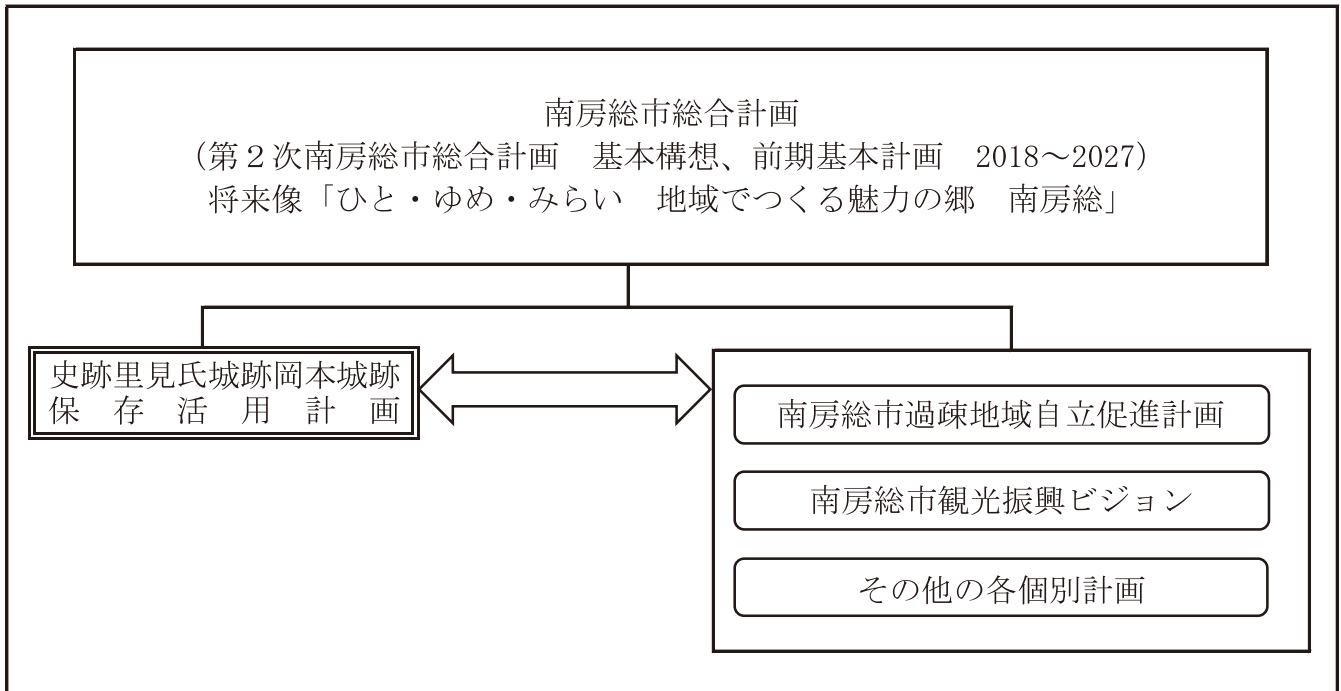 南房総市総合計画
（第２次南房総市総合計画　基本構想、前期基本計画　2018～2027）
将来像「ひと・ゆめ・みらい　地域でつくる魅力の郷　南房総」
史跡里見氏城跡岡本城跡
保　存　活　用　計　画
南房総市過疎地域自立促進計画
南房総市観光振興ビジョン
その他の各個別計画